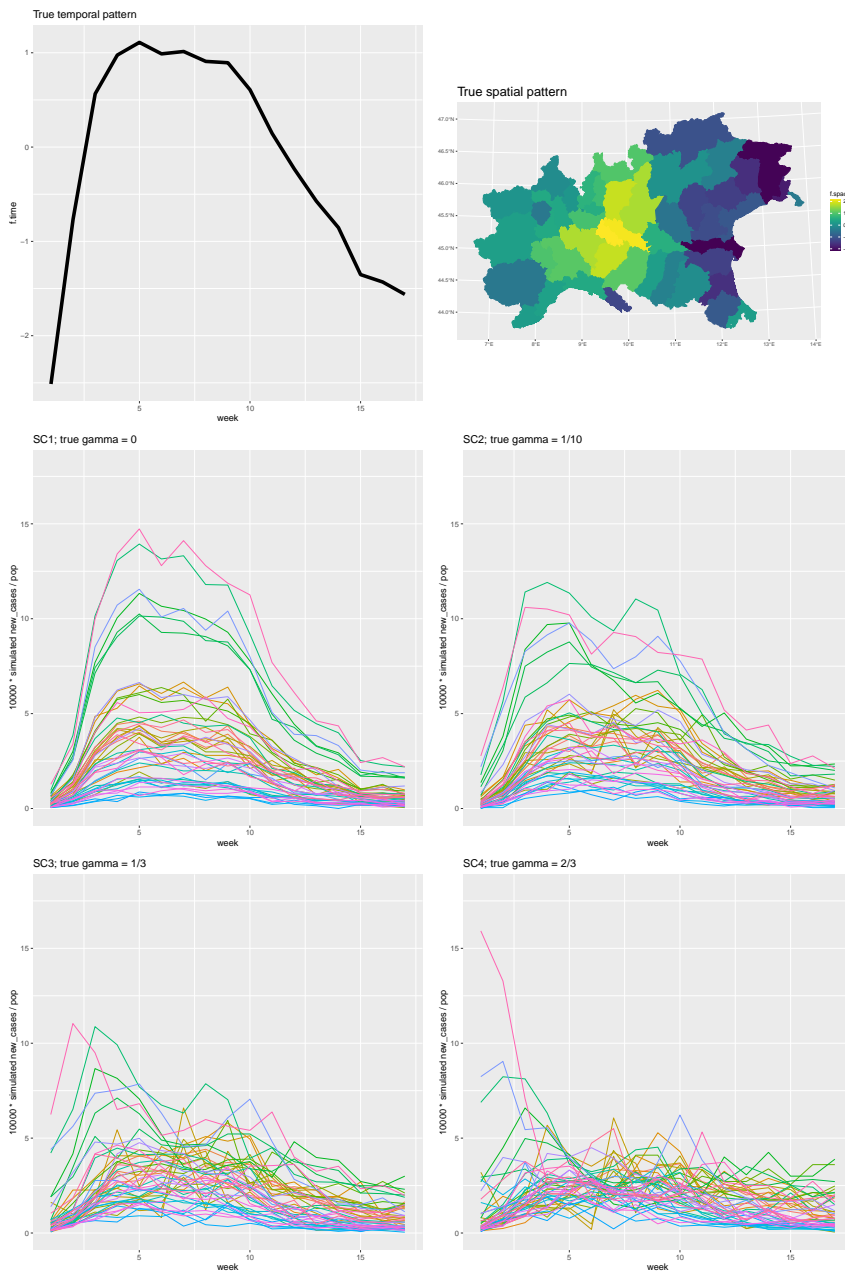 True temporal pattern
1
0
−1
−2
f.time
5
10
15
week
True spatial pattern
47.0°N
46.5°N
46.0°N
45.5°N
45.0°N
44.5°N
44.0°N
7°E
8°E
9°E
10°E
11°E
12°E
13°E
14°E
f.spac
SC1; true gamma = 0
15
10
5
0
10000 * simulated new_cases / pop
5
10
15
week
SC2; true gamma = 1/10
15
10
5
0
10000 * simulated new_cases / pop
5
10
15
week
SC3; true gamma = 1/3
15
10
5
0
10000 * simulated new_cases / pop
5
10
15
week
SC4; true gamma = 2/3
15
10
5
0
10000 * simulated new_cases / pop
5
10
15
week